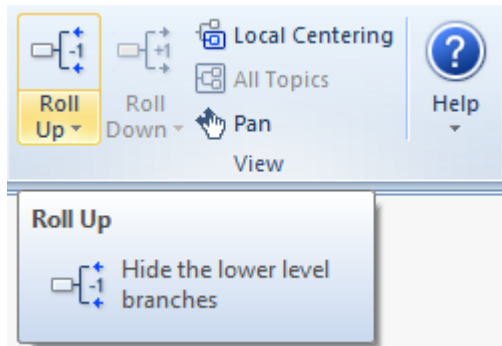 -1
+1
Local Centering
All Topics
Pan
Roll
Up
Roll
Down
?
Help
View
Roll Up
-1
Hide the lower level
branches